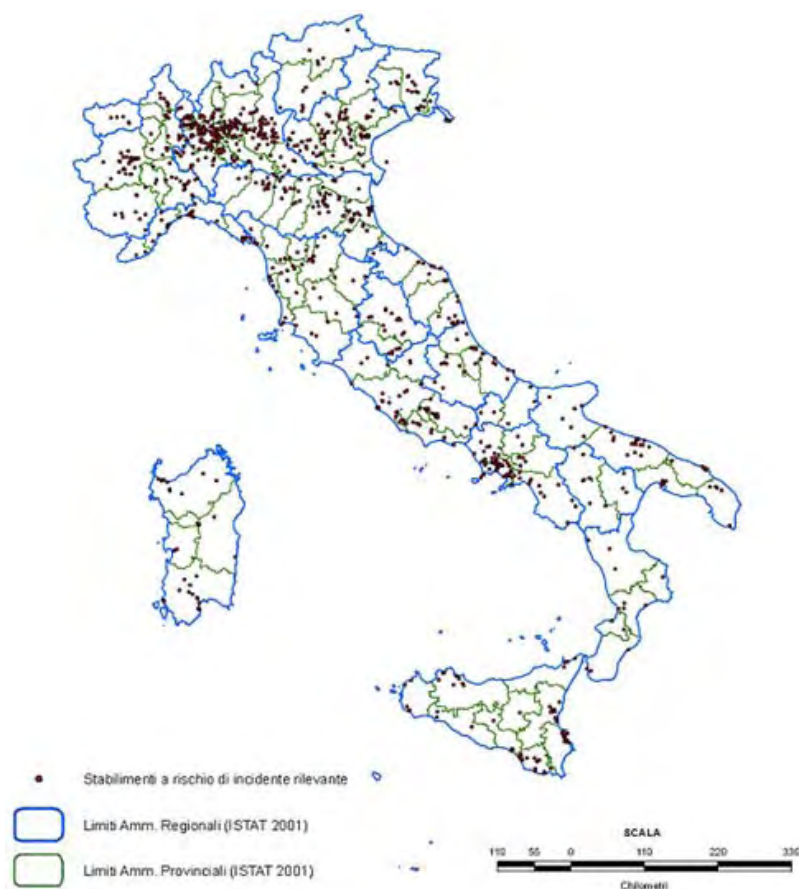 Stabilimenti a rischio di incidente rilevante
Limiti Amm. Regionali (ISTAT 2001)
Limiti Amm. Provinciali (ISTAT 2001)
SCALA
110 55 0 110 220 330
Chilometri